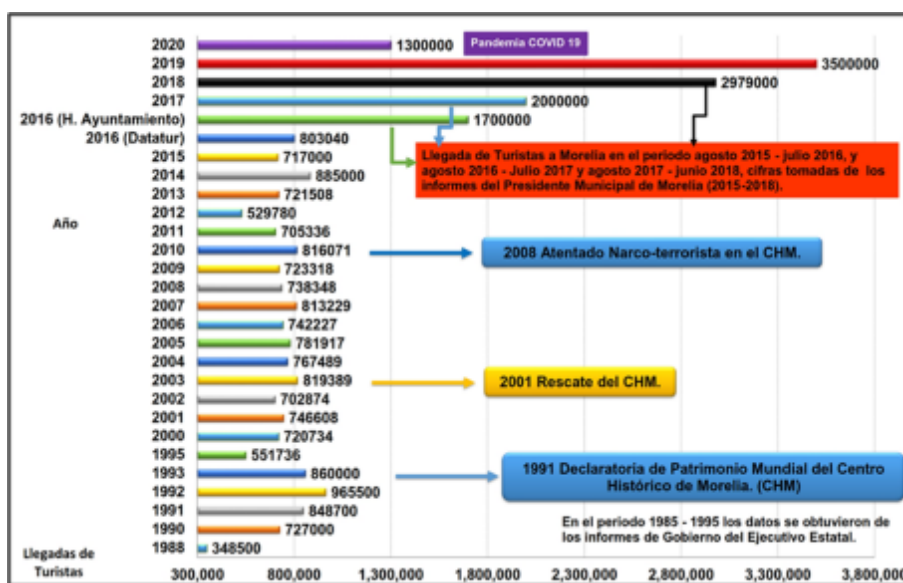 2020 1300000 Pandemia COVID 19
2019 3500000
2018 2979000
2017 2000000
2016 (H. Ayuntamiento) 1700000
2016 (Datatur) 803040
Llegada de Turistas a Morelia en el periodo agosto 2015 - julio 2016, y
agosto 2016 - Julio 2017 y agosto 2017 - junio 2018, cifras tomadas de los
informes del Presidente Municipal de Morelia (2015-2018).
2015 717000
2014 885000
2013 721508
2012 529780
Año
2011 705336
2010 816071
2008 Atentado Narco-terrorista en el CHM.
2009 723318
2008 738348
2007 813229
2006 742227
2005 781917
2004 767489
2003 819389
2001 Rescate del CHM.
2002 702874
2001 746608
2000 720734
1995 551736
1993 860000
1991 Declaratoria de Patrimonio Mundial del Centro
Histórico de Morelia. (CHM)
1992 965500
1991 848700
1990 727000
En el periodo 1985 - 1995 los datos se obtuvieron de
los informes de Gobierno del Ejecutivo Estatal.
1988 348500
Llegadas de
Turistas
300,000 800,000 1,300,000 1,800,000 2,300,000 2,800,000 3,300,000 3,800,000